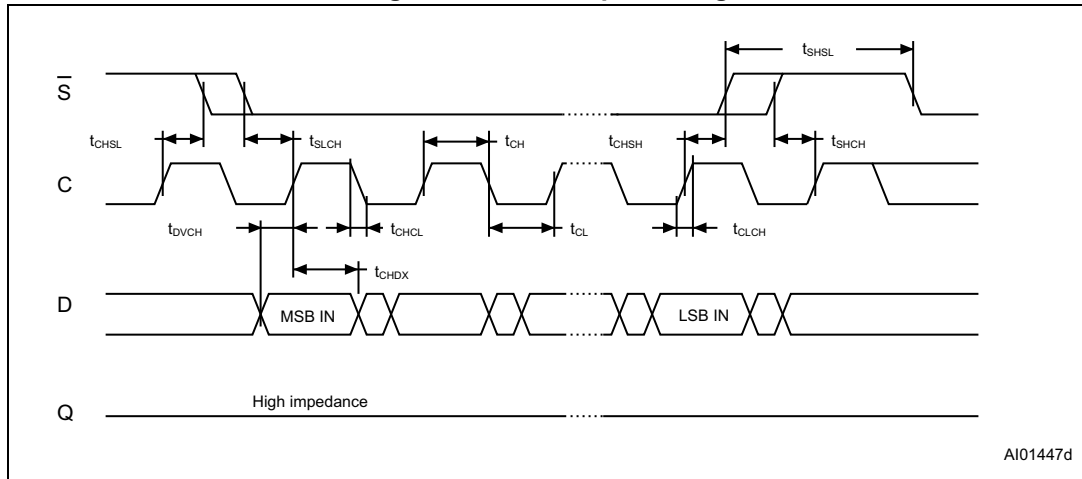 tSHSL
S
tCHSL
tSLCH
tCH
tCHSH
tSHCH
C
tDVCH
tCHCL
tCL
tCLCH
tCHDX
D
MSB IN
LSB IN
High impedance
Q
AI01447d